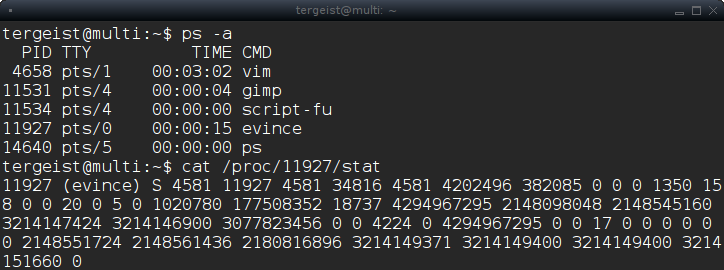 tergeist@multi: ~
tergeist@multi:~$ ps -a
  PID TTY          TIME CMD
 4658 pts/1    00:03:02 vim
11531 pts/4    00:00:04 gimp
11534 pts/4    00:00:00 script-fu
11927 pts/0    00:00:15 evince
14640 pts/5    00:00:00 ps
tergeist@multi:~$ cat /proc/11927/stat
11927 (evince) S 4581 11927 4581 34816 4581 4202496 382085 0 0 0 1350 15
8 0 0 20 0 5 0 1020780 177508352 18737 4294967295 2148098048 2148545160
3214147424 3214146900 3077823456 0 0 4224 0 4294967295 0 0 17 0 0 0 0 0
0 2148551724 2148561436 2180816896 3214149371 3214149400 3214149400 3214
151660 0